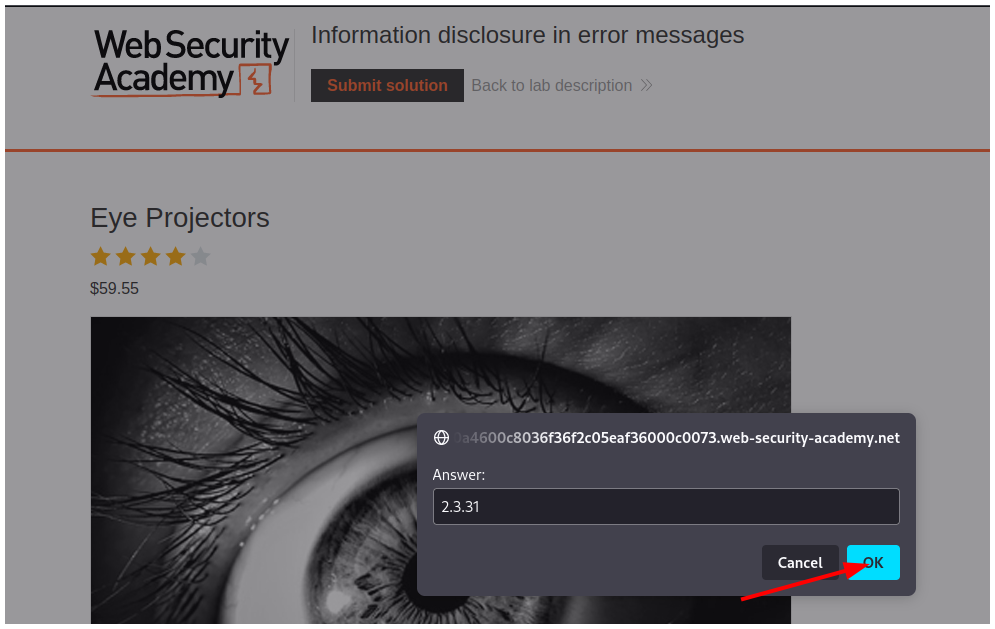 Web Security
Academy
Information disclosure in error messages
Submit solution
Back to lab description
Eye Projectors
$59.55
0a4600c8036f36f2c05eaf36000c0073.web-security-academy.net
Answer:
2.3.31
Cancel
OK